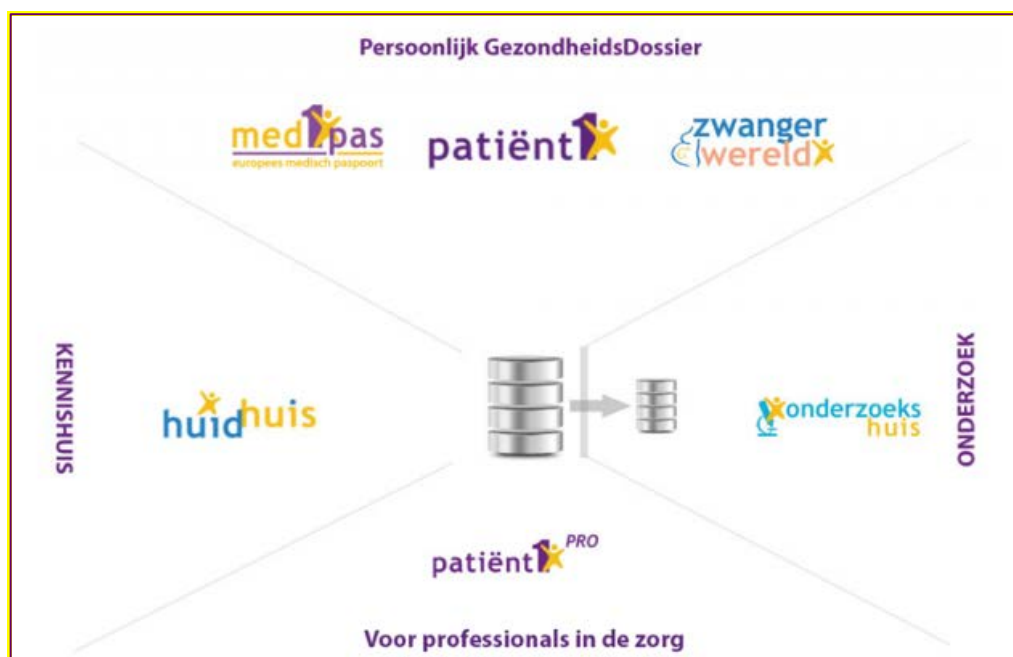 Persoonlijk GezondheidsDossier
med1pas
europees medisch paspoort
patiënt1
zwanger
wereld
KENNISHUIS
huidhuis
onderzoeks
huis
ONDERZOEK
patiënt1 PRO
Voor professionals in de zorg